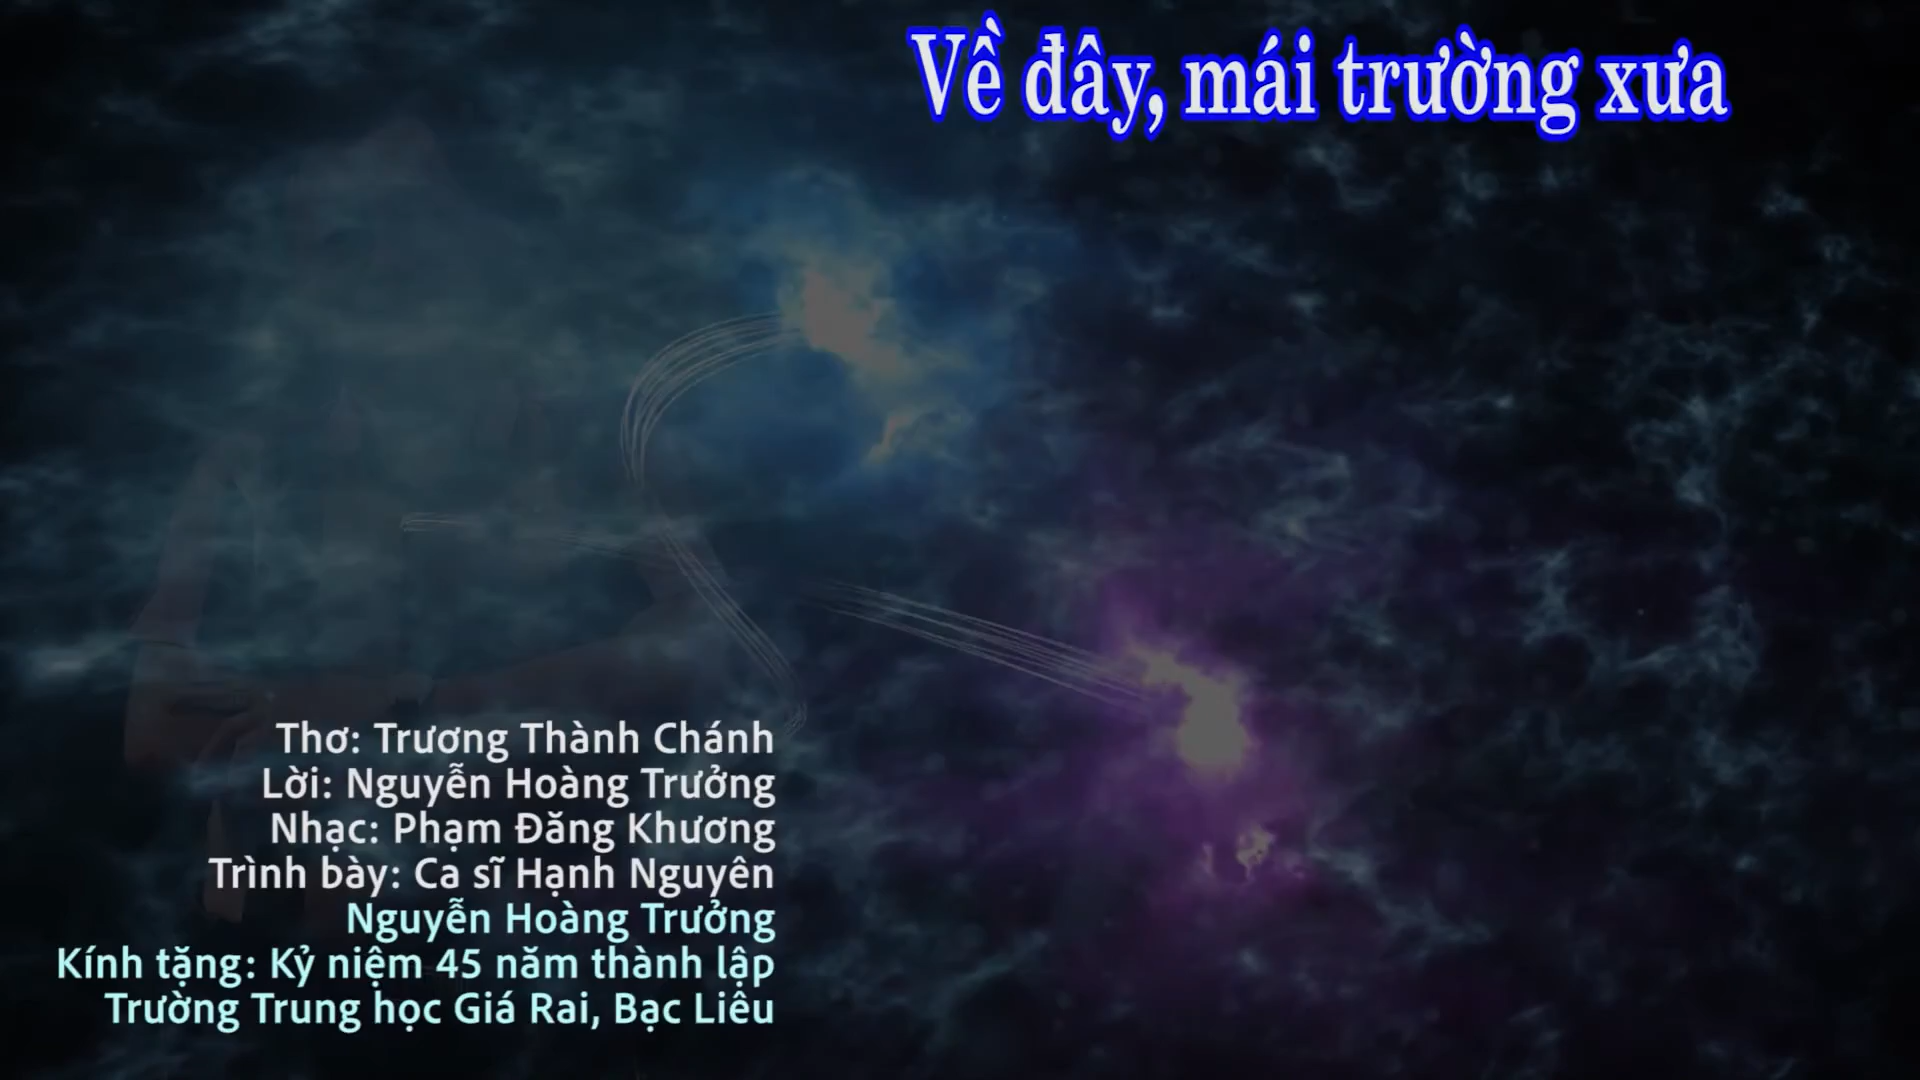 Về đây, mái trường xưa
Thơ: Trương Thành Chánh
Lời: Nguyễn Hoàng Trưởng
Nhạc: Phạm Đăng Khương
Trình bày: Ca sĩ Hạnh Nguyên
Nguyễn Hoàng Trưởng
Kính tặng: Kỷ niệm 45 năm thành lập
Trường Trung học Giá Rai, Bạc Liêu